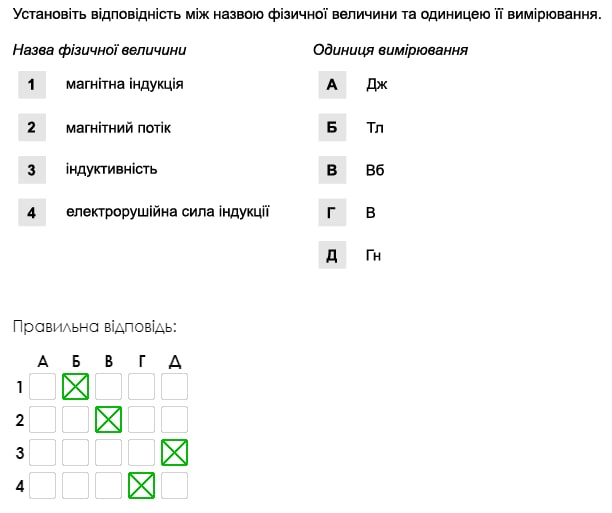 Установіть відповідність між назвою фізичної величини та одиницею її вимірювання.
Назва фізичної величини Одиниця вимірювання
1 магнітна індукція А Дж
2 магнітний потік Б Тл
3 індуктивність В Вб
4 електрорушійна сила індукції Г В
Д Гн
Правильна відповідь:
А Б В Г Д
1
2
3
4